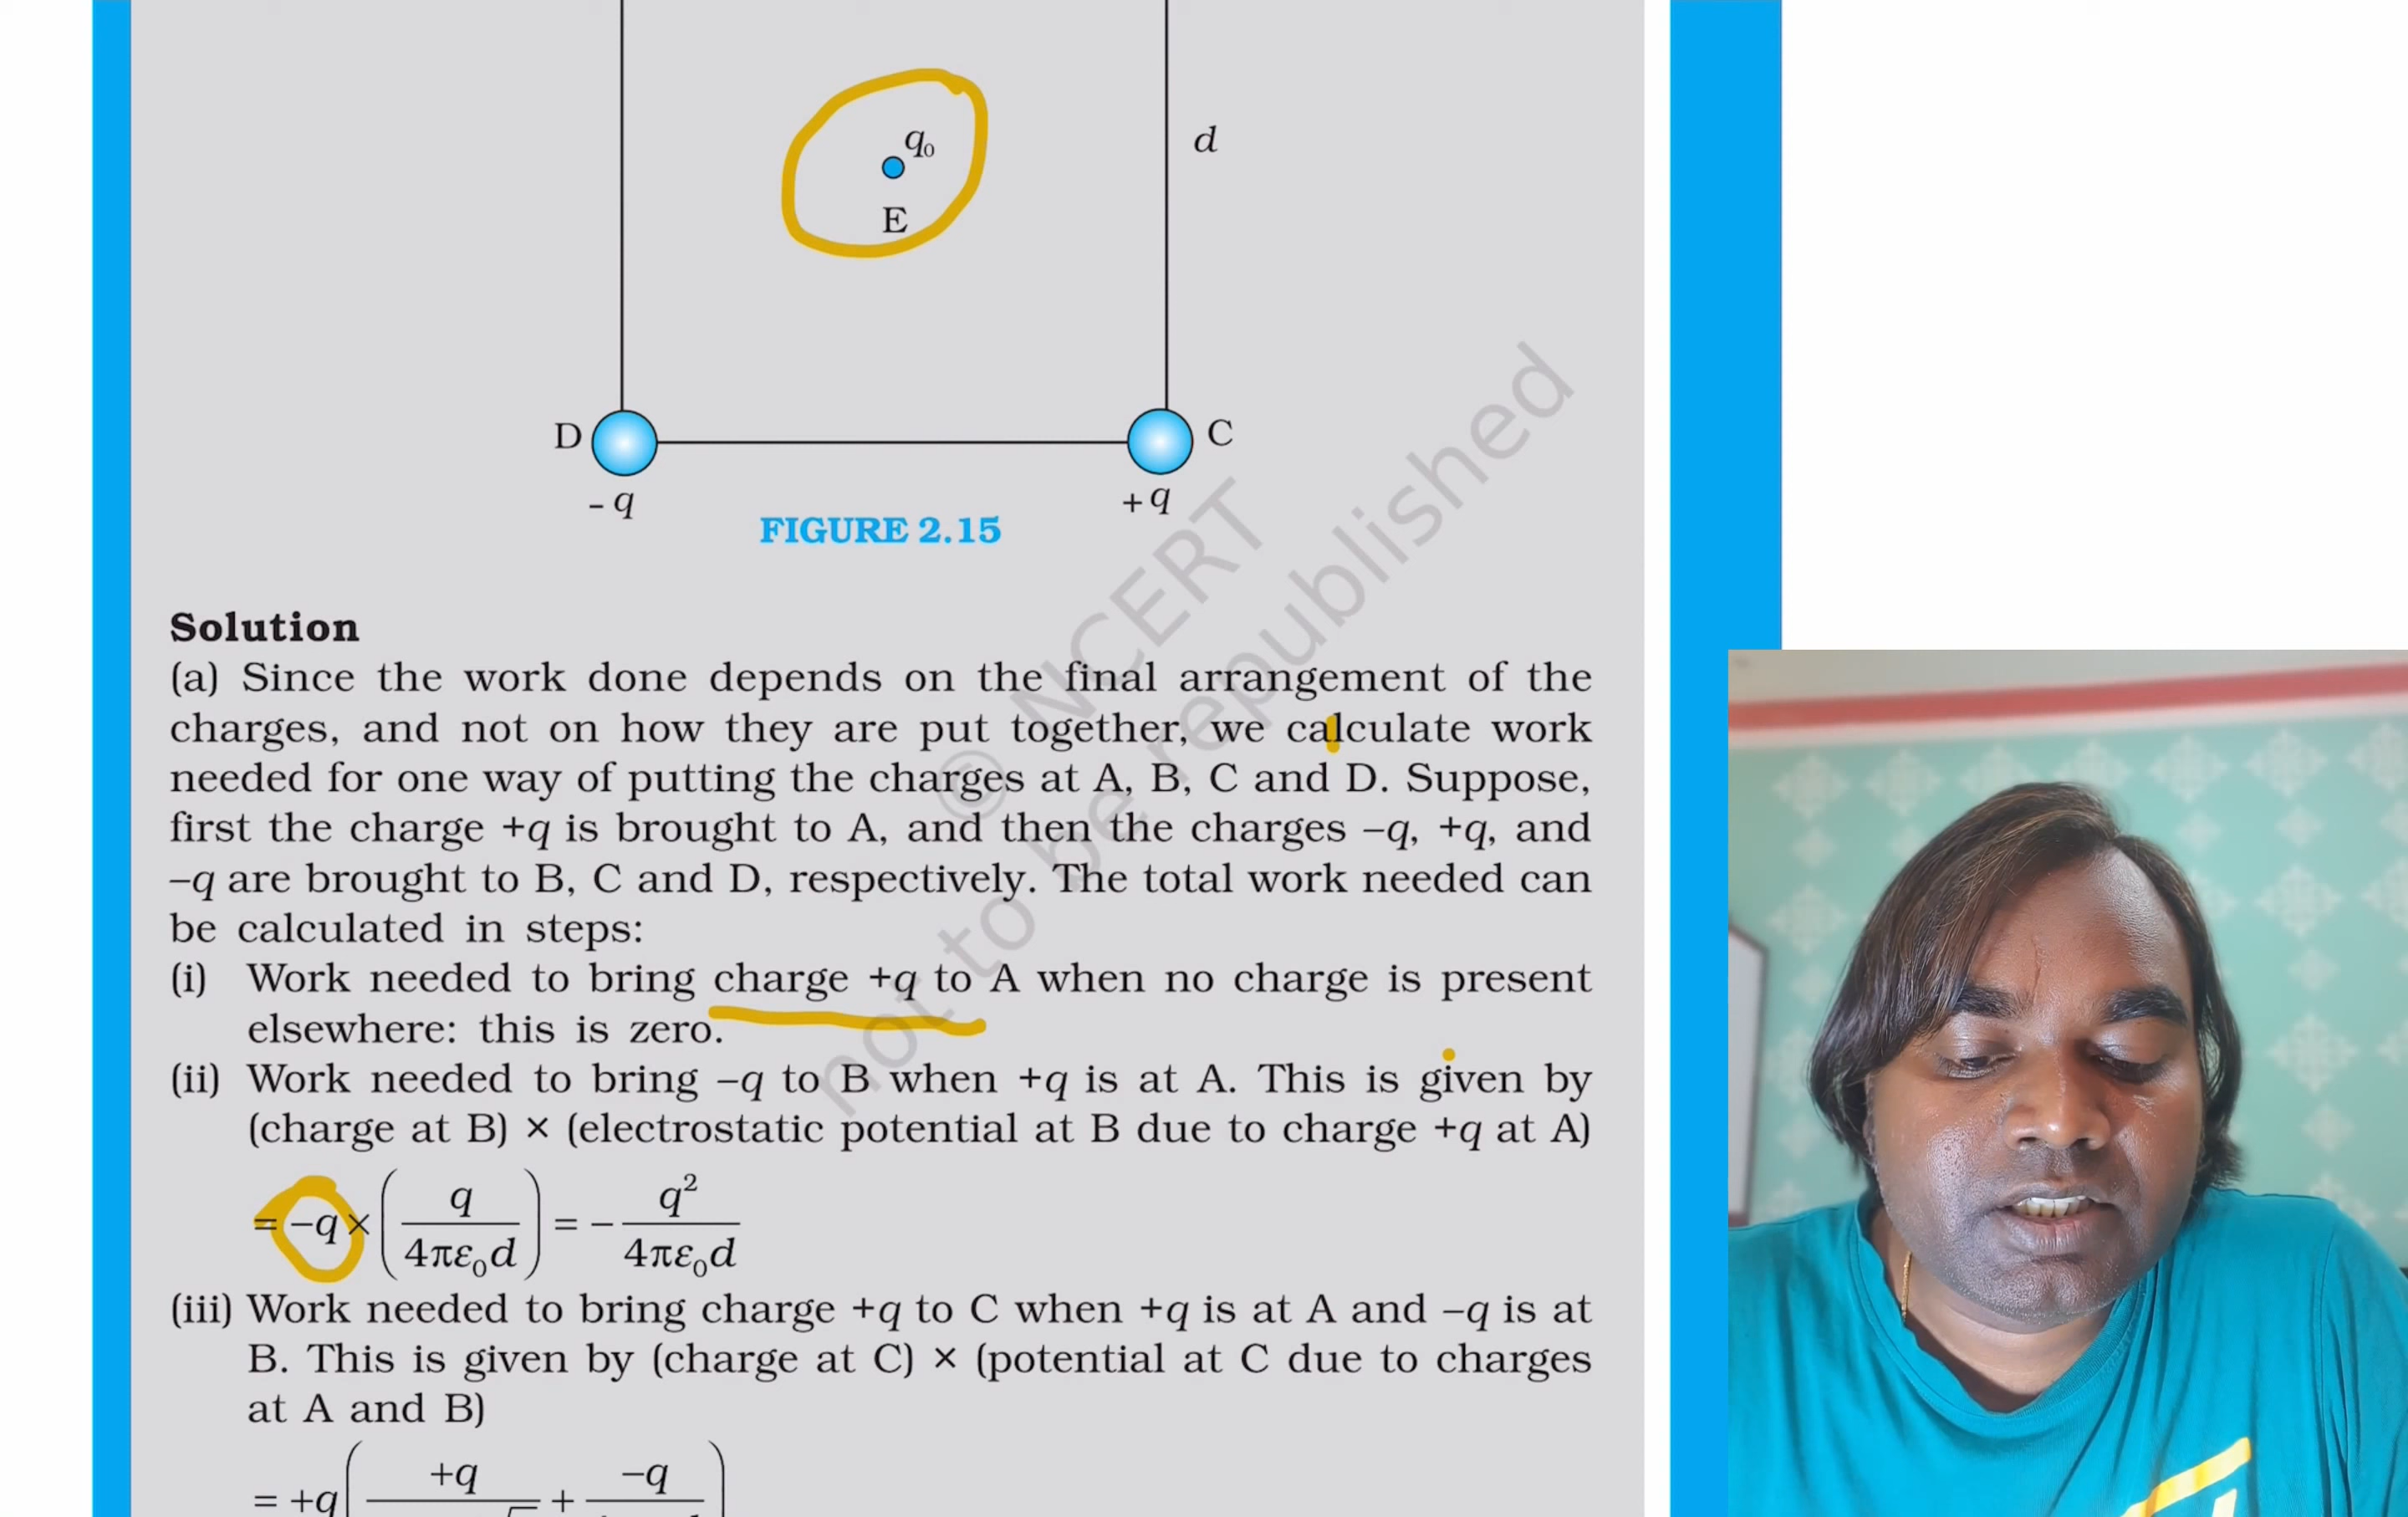 q₀
d
E
D
C
- q
+ q
FIGURE 2.15
Solution
(a) Since the work done depends on the final arrangement of the
charges, and not on how they are put together, we calculate work
needed for one way of putting the charges at A, B, C and D. Suppose,
first the charge +q is brought to A, and then the charges –q, +q, and
–q are brought to B, C and D, respectively. The total work needed can
be calculated in steps:
(i) Work needed to bring charge +q to A when no charge is present
elsewhere: this is zero.
(ii) Work needed to bring –q to B when +q is at A. This is given by
(charge at B) × (electrostatic potential at B due to charge +q at A)
= –q × ( q / 4πε₀d ) = – q² / 4πε₀d
(iii) Work needed to bring charge +q to C when +q is at A and –q is at
B. This is given by (charge at C) × (potential at C due to charges
at A and B)
= +q ( +q + –q )
© NCERT
not to be republished